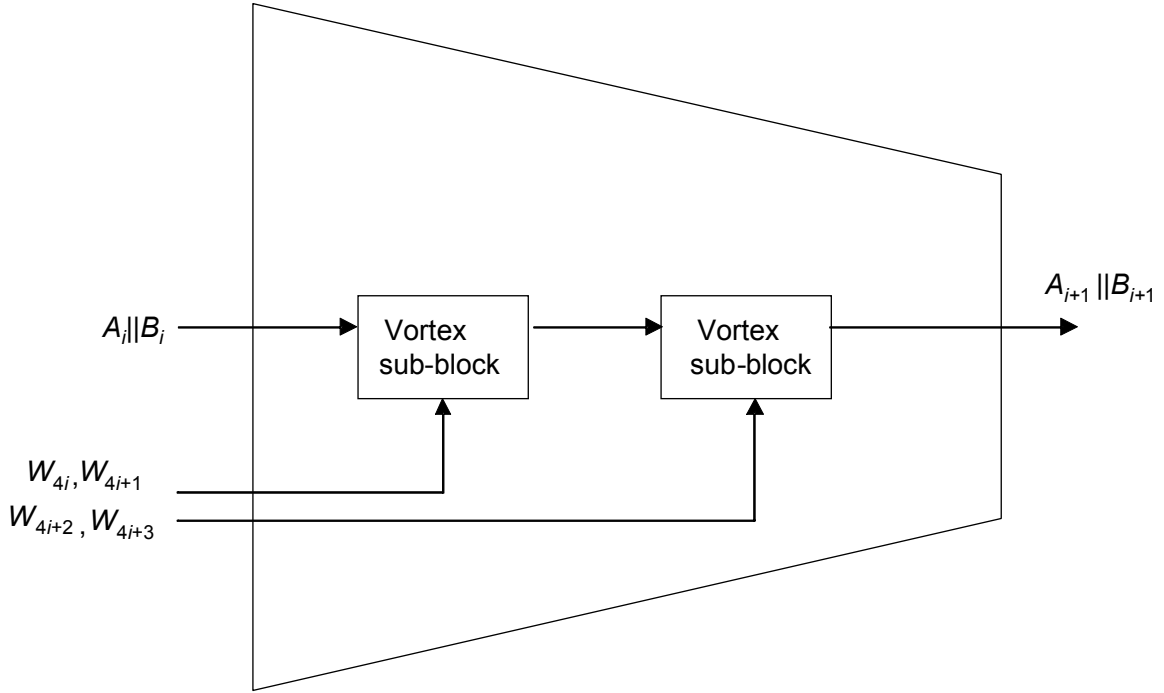 A_{i+1}||B_{i+1}
A_i||B_i
Vortex
sub-block
Vortex
sub-block
W_{4i},W_{4i+1}
W_{4i+2},W_{4i+3}